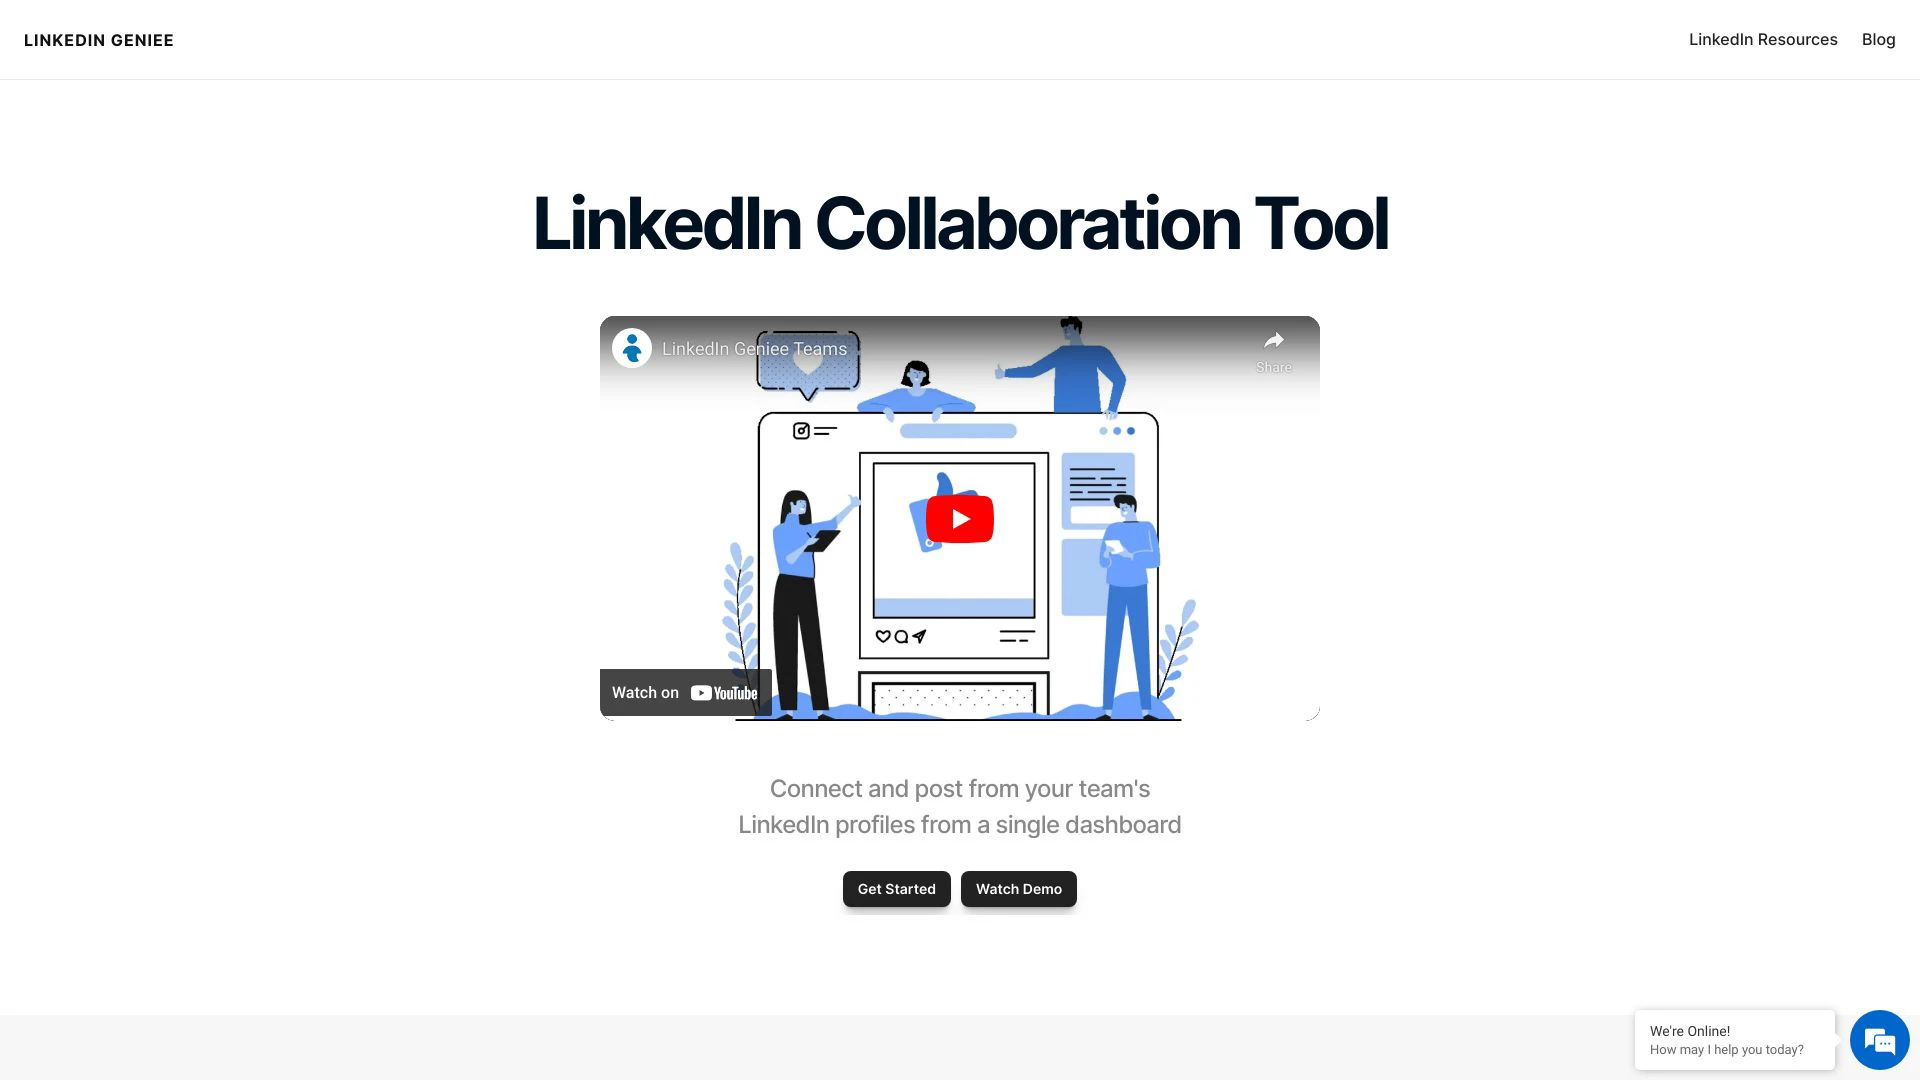 LINKEDIN GENIEE
LinkedIn Resources
Blog
LinkedIn Collaboration Tool
LinkedIn Geniee Teams
Share
Watch on YouTube
Connect and post from your team's
LinkedIn profiles from a single dashboard
Get Started
Watch Demo
We're Online!
How may I help you today?